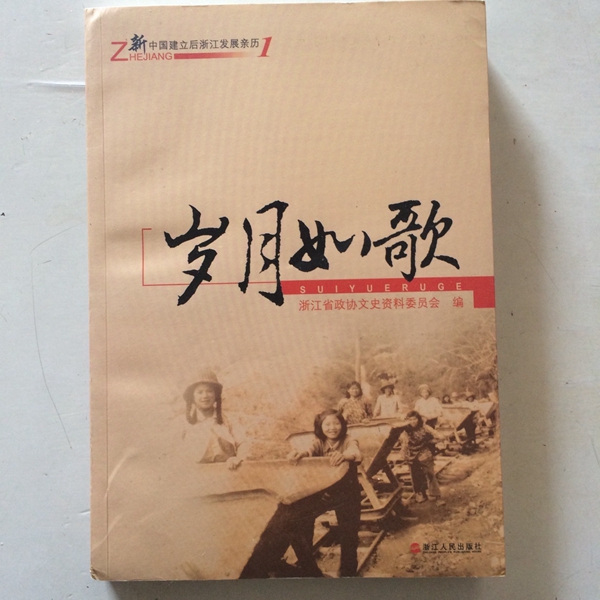 新中国建立后浙江发展亲历1
ZHEJIANG
岁月如歌
SUIYUERUGE
浙江省政协文史资料委员会 编
浙江人民出版社